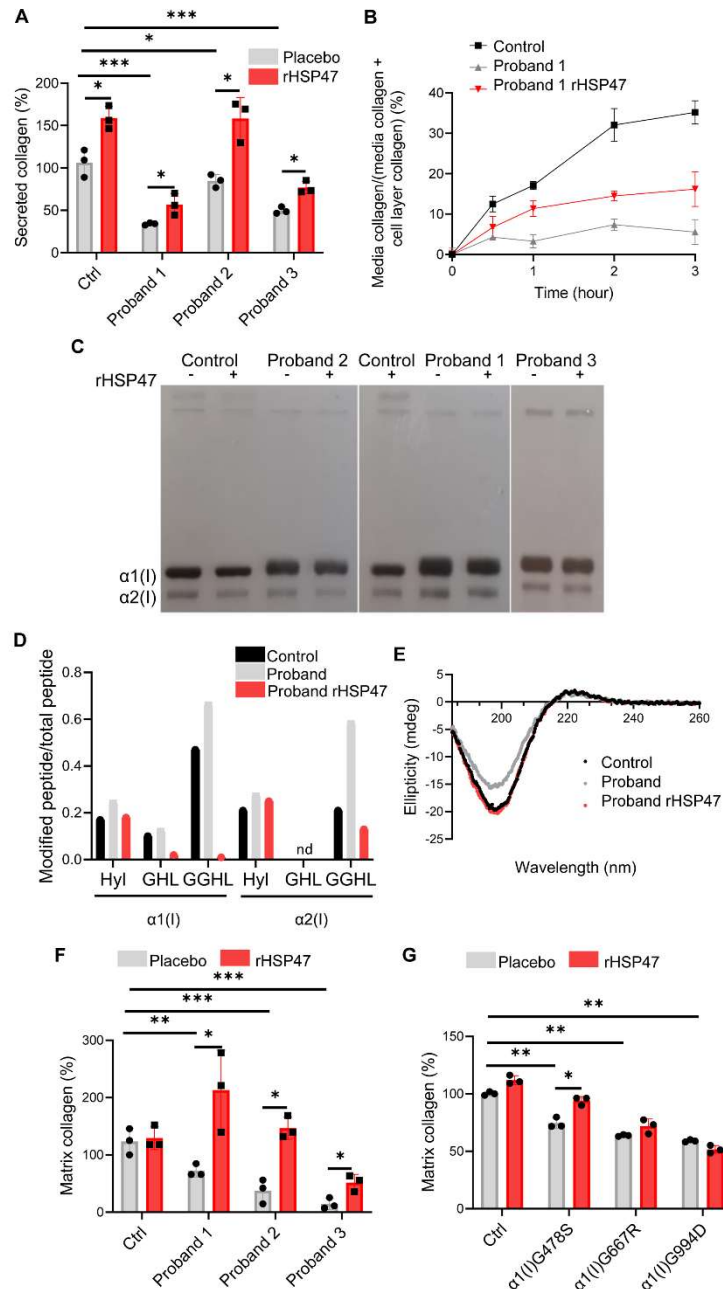 A
***
*
***
Placebo
rHSP47
*
*
*
*
Secreted collagen (%)
200
150
100
50
0
Ctrl
Proband 1
Proband 2
Proband 3
B
Control
Proband 1
Proband 1 rHSP47
Media collagen/(media collagen +
cell layer collagen) (%)
40
30
20
10
0
0
1
2
3
Time (hour)
C
Control
Proband 2
Control
Proband 1
Proband 3
rHSP47
-
+
-
+
+
-
+
-
+
α1(I)
α2(I)
D
Control
Proband
Proband rHSP47
Modified peptide/total peptide
0.8
0.6
0.4
0.2
0.0
nd
Hyl
GHL
GGHL
Hyl
GHL
GGHL
α1(I)
α2(I)
E
Ellipticity (mdeg)
5
0
-5
-10
-15
-20
-25
200
220
240
260
Control
Proband
Proband rHSP47
Wavelength (nm)
F
Placebo
rHSP47
***
***
**
*
*
*
Matrix collagen (%)
300
200
100
0
Ctrl
Proband 1
Proband 2
Proband 3
G
Placebo
rHSP47
**
**
**
*
Matrix collagen (%)
150
100
50
0
Ctrl
α1(I)G478S
α1(I)G667R
α1(I)G994D